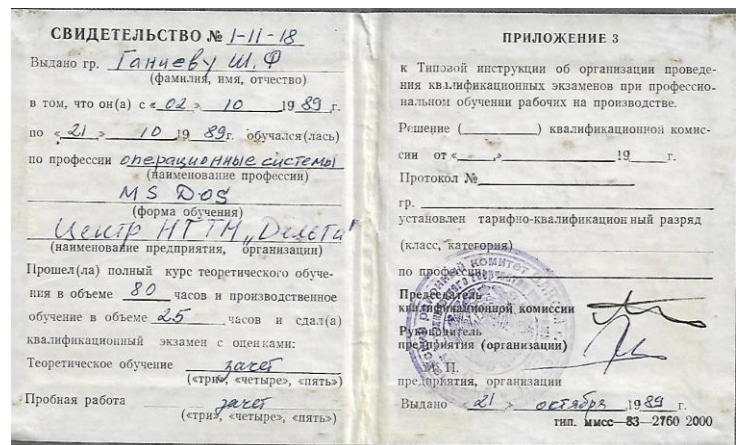 СВИДЕТЕЛЬСТВО № 1-11-18
Выдано гр. Ганиеву Ш.Ф
(фамилия, имя, отчество)
в том, что он(а) с « 02 » 10 1989 г.
по « 21 » 10 19 89г. обучался(лась)
по профессии операционные системы
(наименование профессии)
MS DOS
(форма обучения)
Центр НТТМ „Дельта"
(наименование предприятия, организации)
Прошел(ла) полный курс теоретического обуче-
ния в объеме 80 часов и производственное
обучение в объеме 25 часов и сдал(а)
квалификационный экзамен с оценками:
Теоретическое обучение зачет
(«три», «четыре», «пять»)
Пробная работа зачет
(«три», «четыре», «пять»)
ПРИЛОЖЕНИЕ 3
к Типовой инструкции об организации проведе-
ния квалификационных экзаменов при профессио-
нальном обучении рабочих на производстве.
Решение (          ) квалификационной комис-
сии от «    » 19    г.
Протокол №
гр.
установлен тарифно-квалификационный разряд
(класс, категория)
по профессии
Председатель
квалификационной комиссии
Руководитель
предприятия (организации)
М. П.
предприятия, организации
Выдано « 21 » октября 1989 г.
тип. ммсс—83—2760 2000